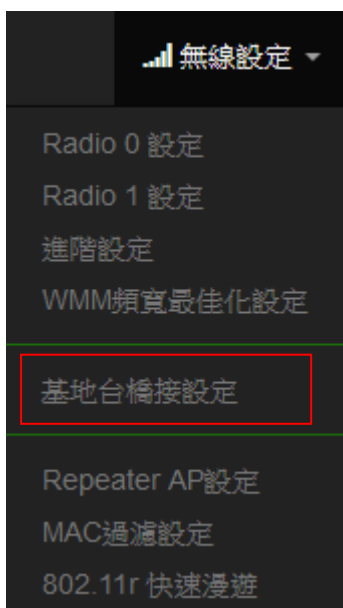 無線設定
Radio 0 設定
Radio 1 設定
進階設定
WMM頻寬最佳化設定
基地台橋接設定
Repeater AP設定
MAC過濾設定
802.11r 快速漫遊